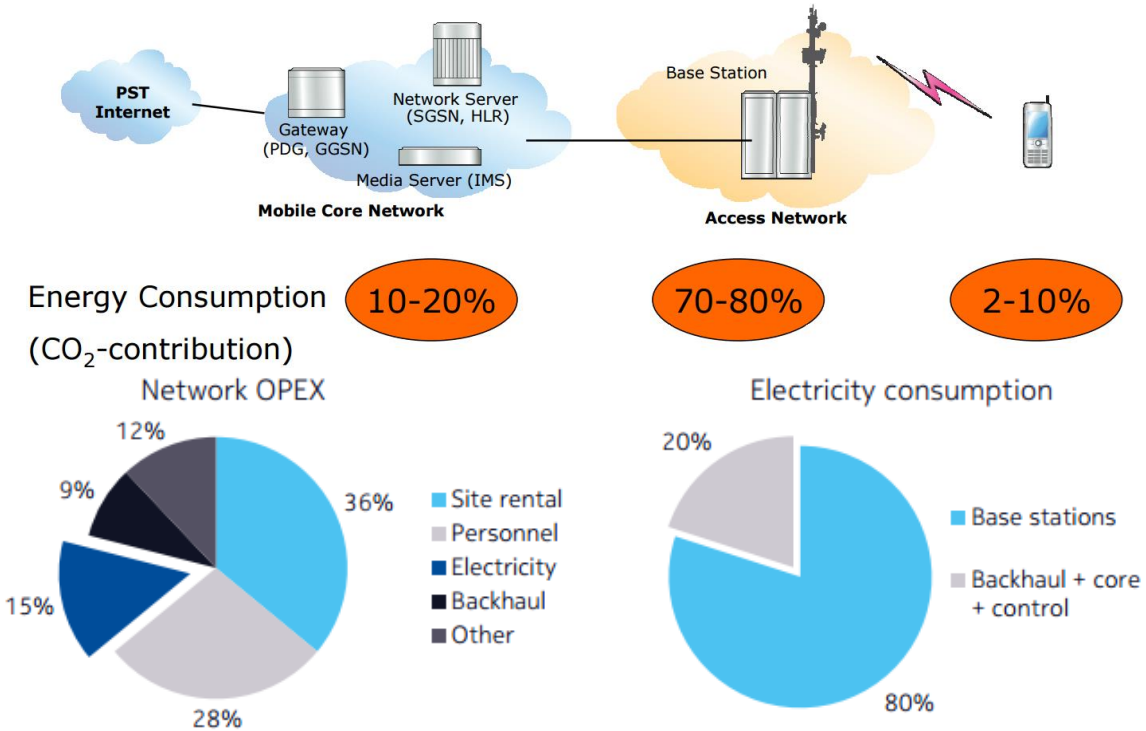 PST
Internet
Gateway
(PDG, GGSN)
Network Server
(SGSN, HLR)
Media Server (IMS)
Mobile Core Network
Base Station
Access Network
Energy Consumption
(CO₂-contribution)
10-20%
70-80%
2-10%
Network OPEX
12%
9%
36%
15%
28%
Site rental
Personnel
Electricity
Backhaul
Other
Electricity consumption
20%
80%
Base stations
Backhaul + core
+ control